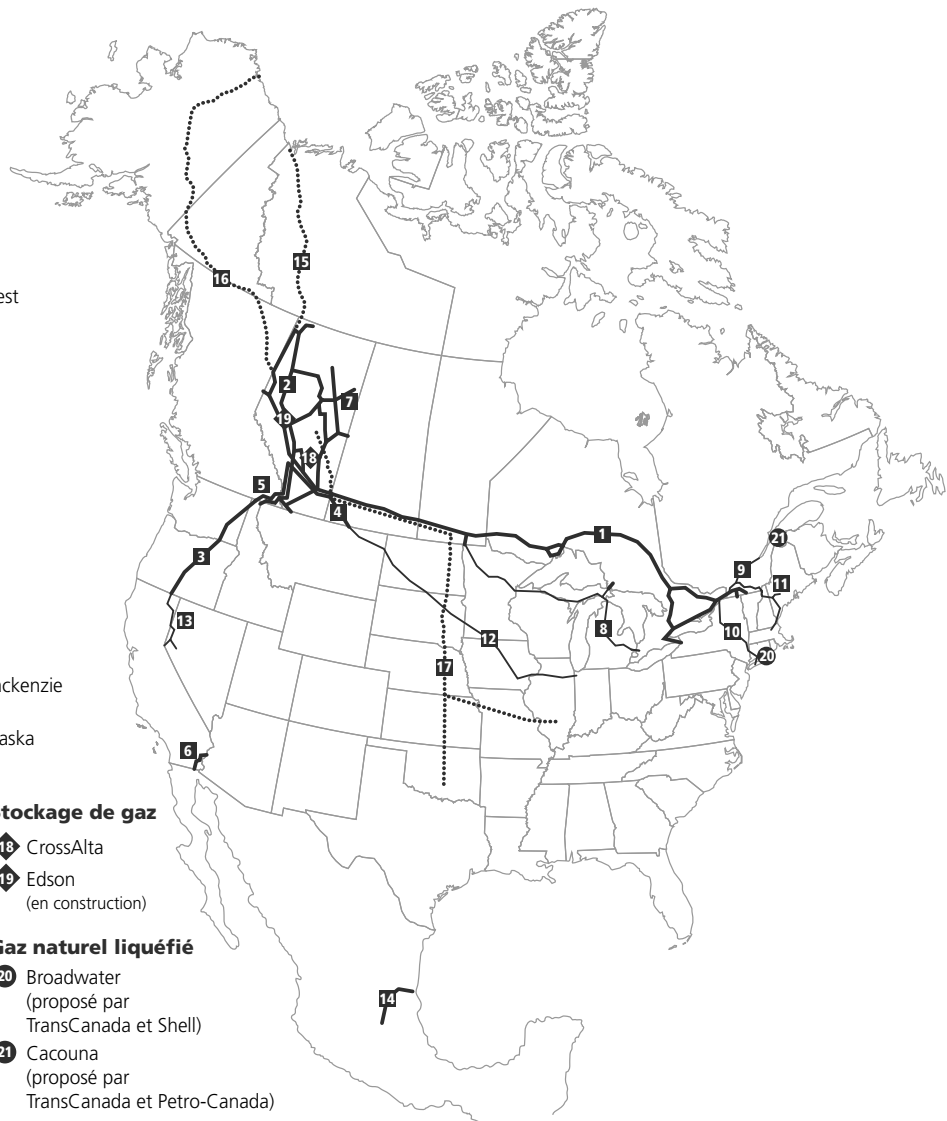 16
15
est
2
7
19
18
5
4
1
21
3
9
11
13
8
10
12
20
17
ackenzie
aska
6
tockage de gaz
18 CrossAlta
19 Edson
(en construction)
Gaz naturel liquéfié
20 Broadwater
(proposé par
TransCanada et Shell)
14
21 Cacouna
(proposé par
TransCanada et Petro-Canada)